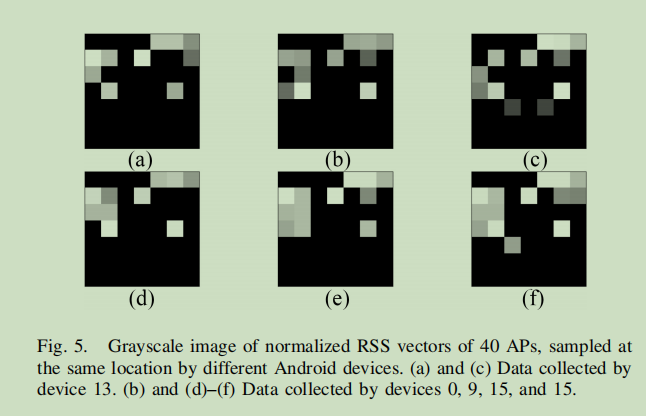 (a) (b) (c)
(d) (e) (f)
Fig. 5. Grayscale image of normalized RSS vectors of 40 APs, sampled at
the same location by different Android devices. (a) and (c) Data collected by
device 13. (b) and (d)–(f) Data collected by devices 0, 9, 15, and 15.